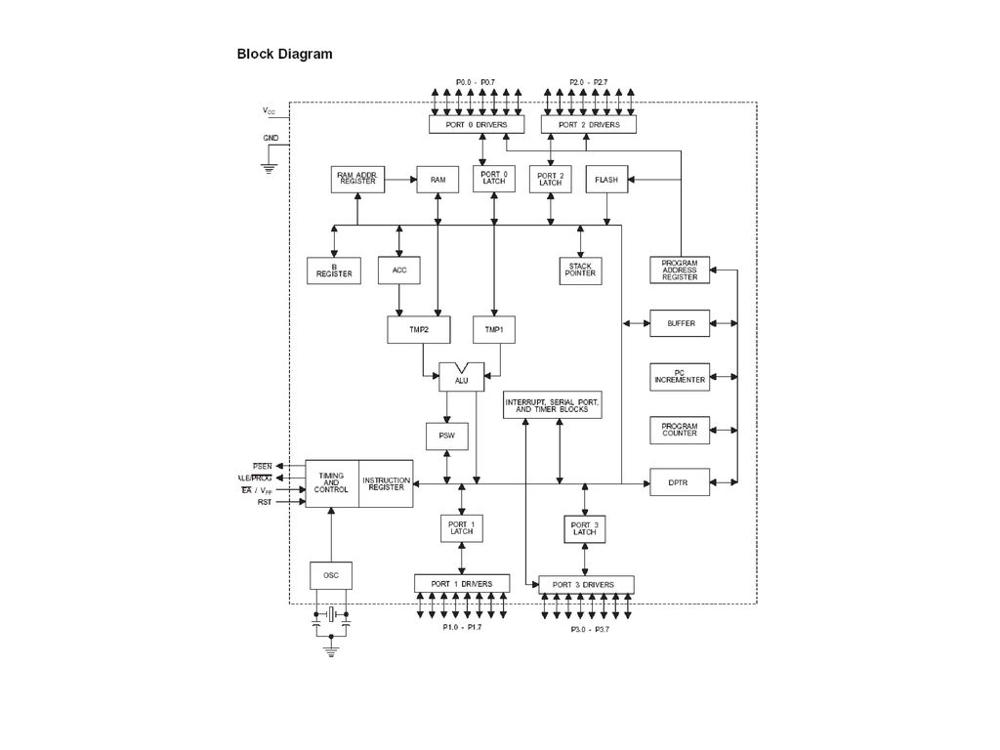 Block Diagram
P0.0 - P0.7
P2.0 - P2.7
VCC
PORT 0 DRIVERS
PORT 2 DRIVERS
GND
RAM ADDR.
REGISTER
RAM
PORT 0
LATCH
PORT 2
LATCH
FLASH
B
REGISTER
ACC
STACK
POINTER
PROGRAM
ADDRESS
REGISTER
TMP2
TMP1
BUFFER
ALU
PC
INCREMENTER
INTERRUPT, SERIAL PORT,
AND TIMER BLOCKS
PSW
PROGRAM
COUNTER
PSEN
ALE/PROG
EA / VPP
RST
TIMING
AND
CONTROL
INSTRUCTION
REGISTER
DPTR
PORT 1
LATCH
PORT 3
LATCH
OSC
PORT 1 DRIVERS
PORT 3 DRIVERS
P1.0 - P1.7
P3.0 - P3.7